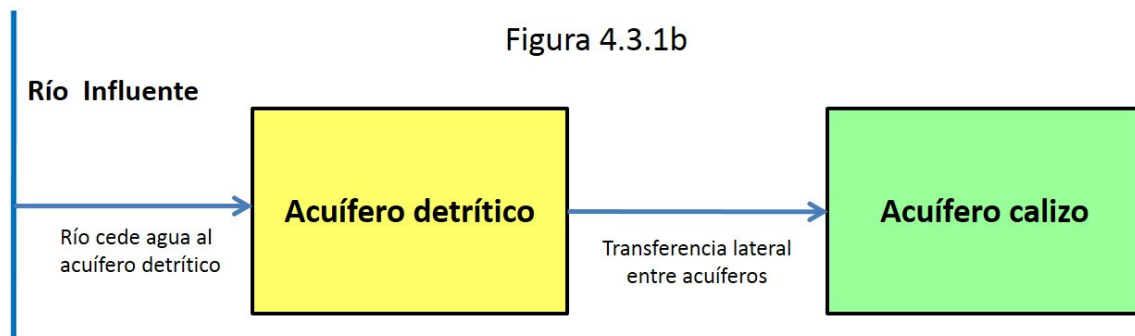 Figura 4.3.1b
Río Influente
Acuífero detrítico
Acuífero calizo
Río cede agua al
acuífero detrítico
Transferencia lateral
entre acuíferos